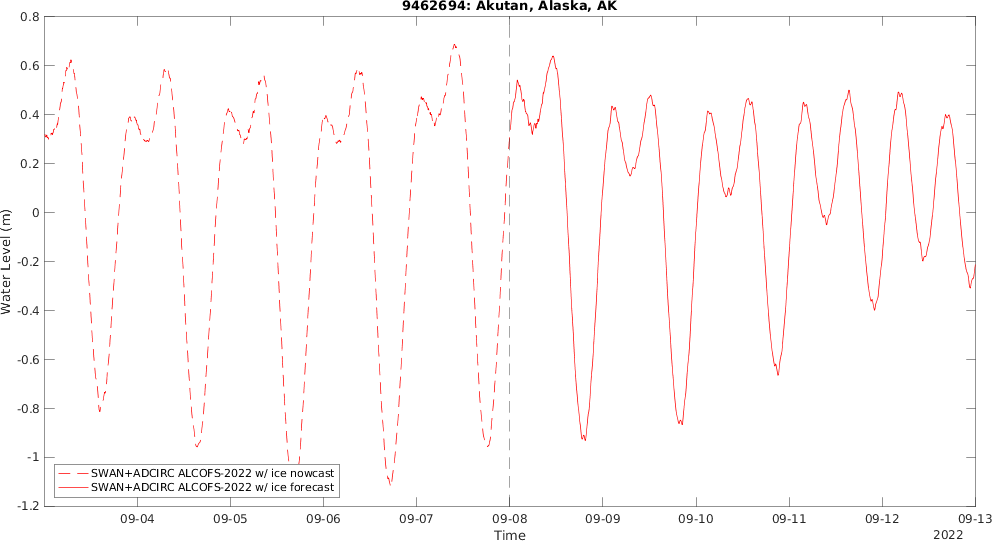 9462694: Akutan, Alaska, AK
Water Level (m)
0.8
0.6
0.4
0.2
0
-0.2
-0.4
-0.6
-0.8
-1
-1.2
SWAN+ADCIRC ALCOFS-2022 w/ ice nowcast
SWAN+ADCIRC ALCOFS-2022 w/ ice forecast
09-04 09-05 09-06 09-07 09-08 09-09 09-10 09-11 09-12 09-13
Time
2022